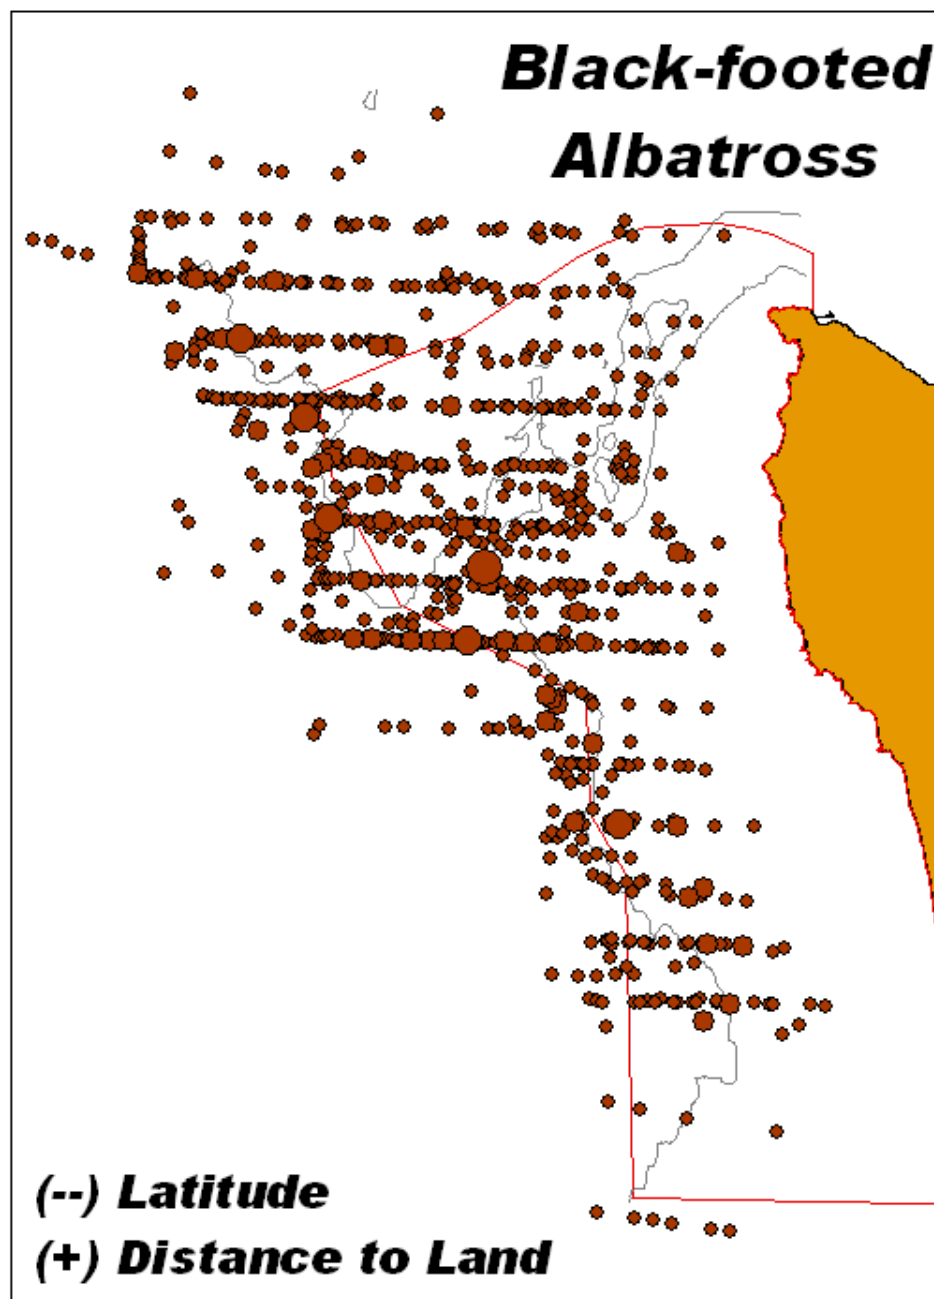 Black-footed
Albatross
(--) Latitude
(+) Distance to Land